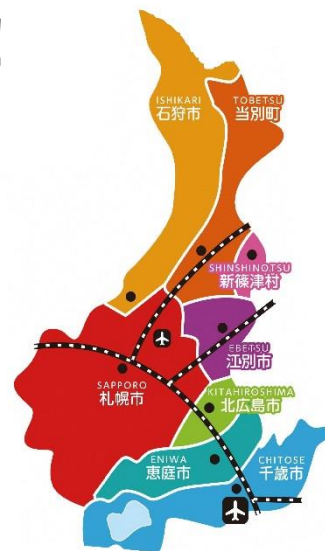 ISHIKARI
石狩市
TOBETSU
当別町
SHINSHINOTSU
新篠津村
EBETSU
江別市
SAPPORO
札幌市
KITAHIROSHIMA
北広島市
ENIWA
恵庭市
CHITOSE
千歳市